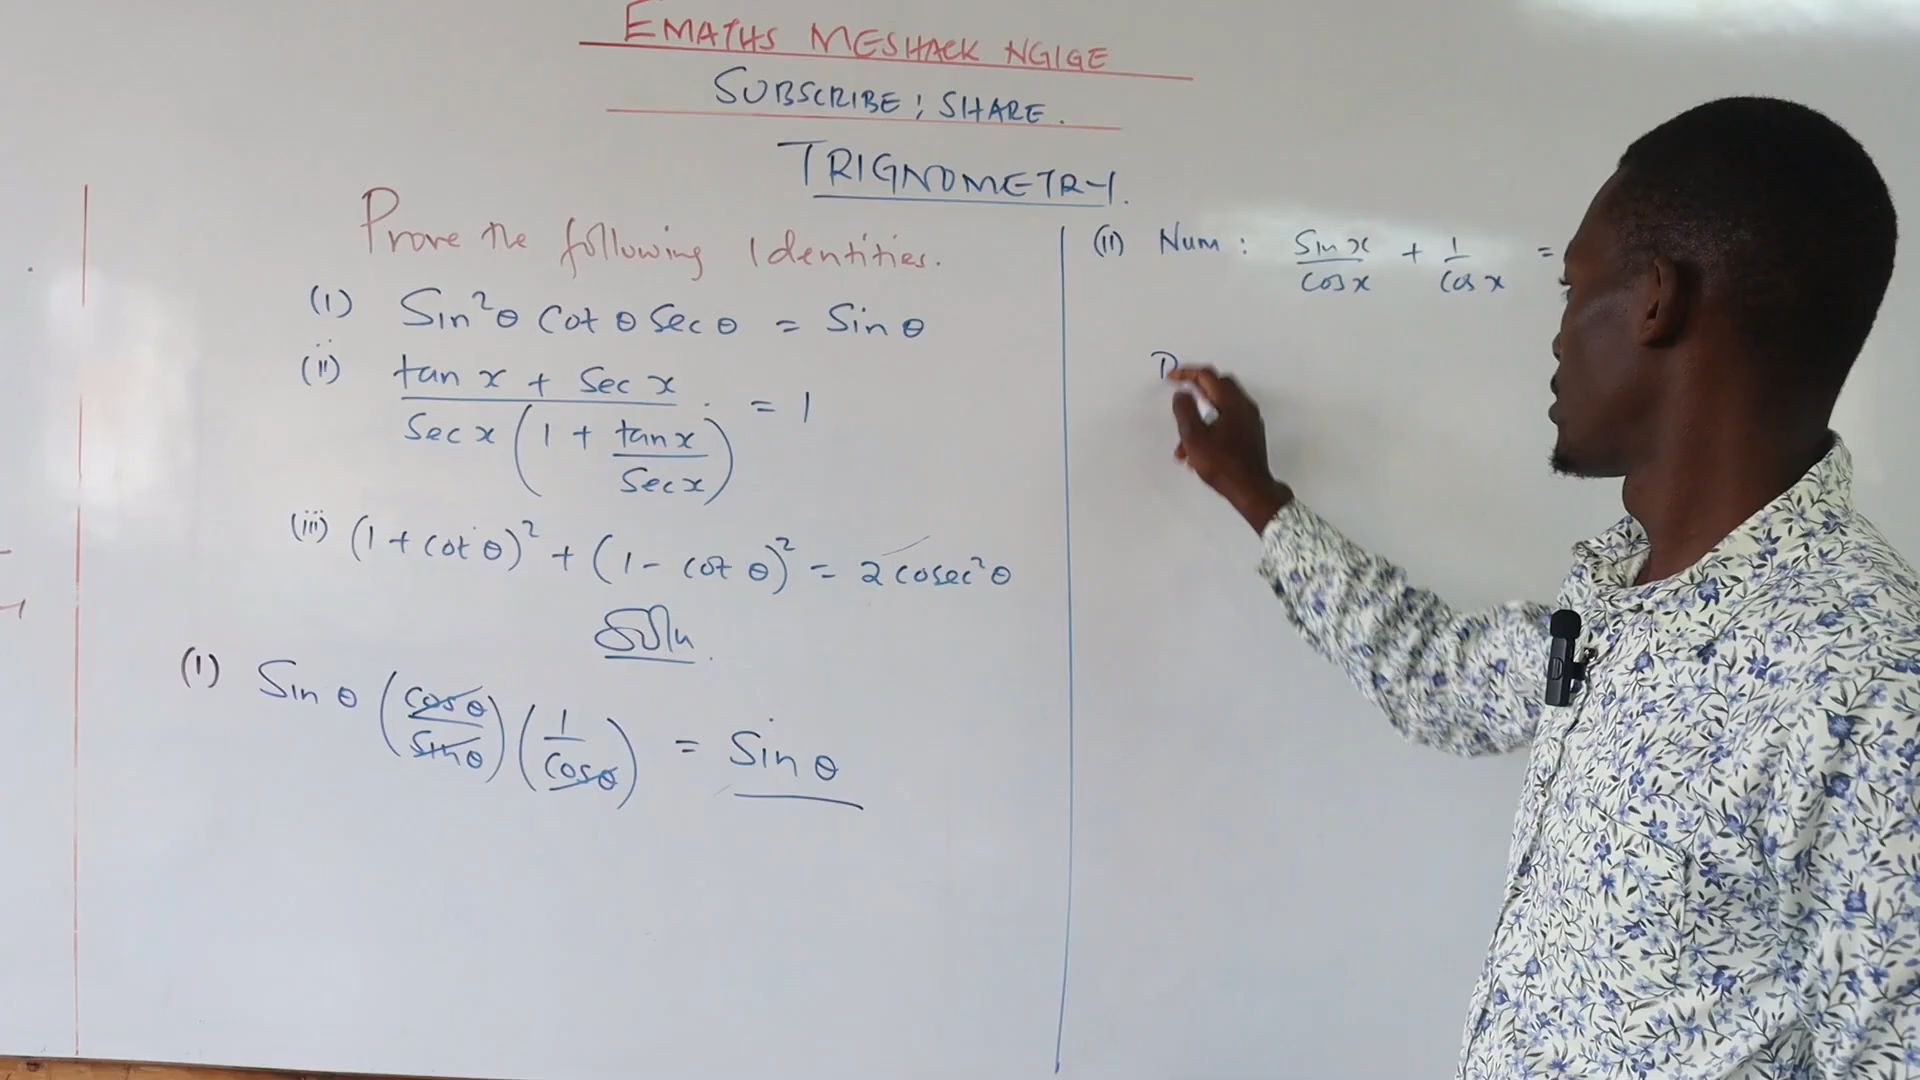 EMATHS MESHACK NGIGE
SUBSCRIBE; SHARE.
TRIGNOMETRY.
Prove the following Identities.
(i) Sin²θ Cot θ Sec θ = Sin θ
(ii) tan x + Sec x / Sec x (1 + tan x / Sec x) = 1
(iii) (1 + Cot θ)² + (1 - Cot θ)² = 2 Cosec² θ
Soln
(i) Sin θ (Cos θ / Sin θ) (1 / Cos θ) = Sin θ
(ii) Num : Sin x / Cos x + 1 / Cos x =
D